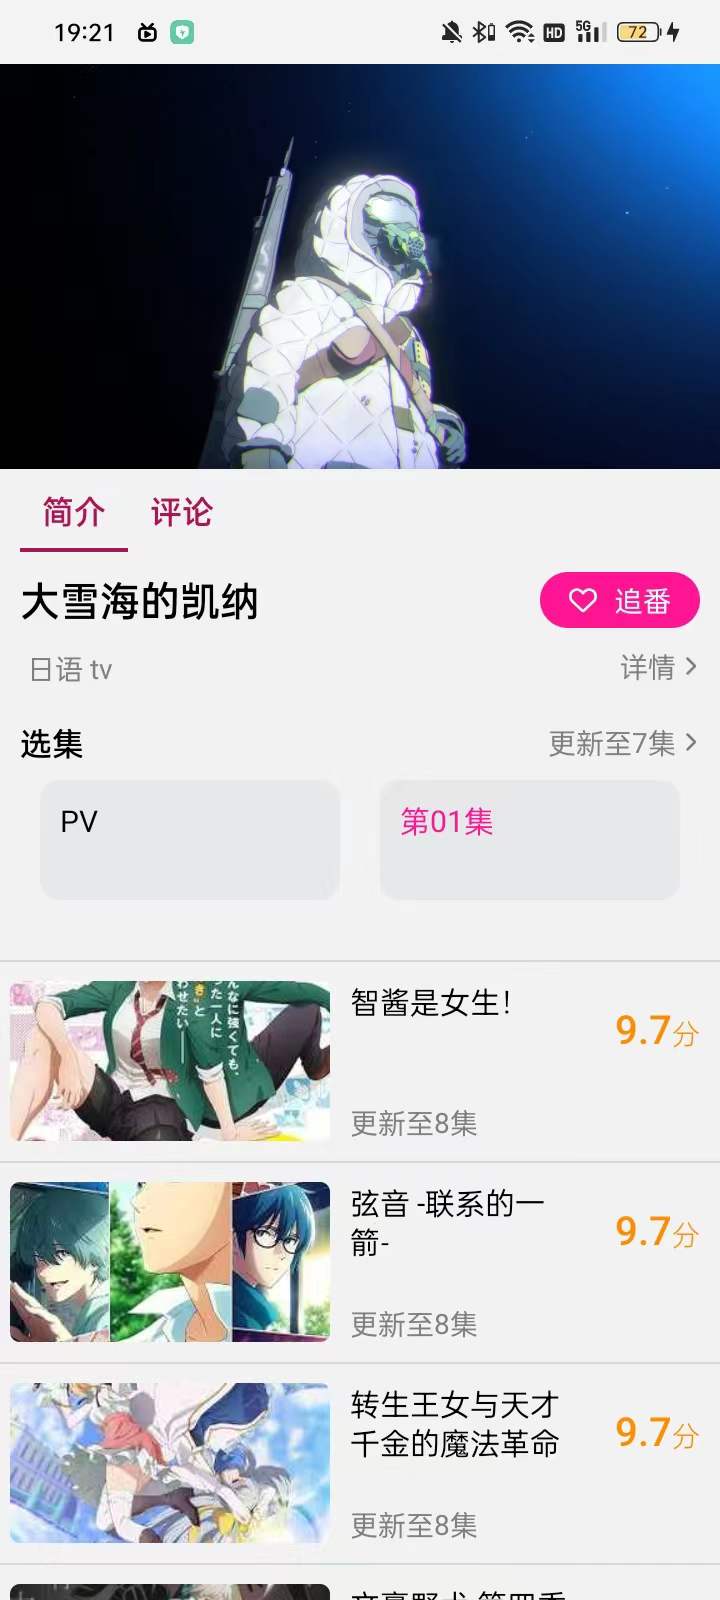 19:21
HD 5G 72
简介 评论
大雪海的凯纳
追番
日语 tv
详情
选集
更新至7集
PV
第01集
智酱是女生！
9.7分
更新至8集
んなに強くても、
った一人に
き”と
わせたい——
弦音 -联系的一
箭-
9.7分
更新至8集
转生王女与天才
千金的魔法革命
9.7分
更新至8集